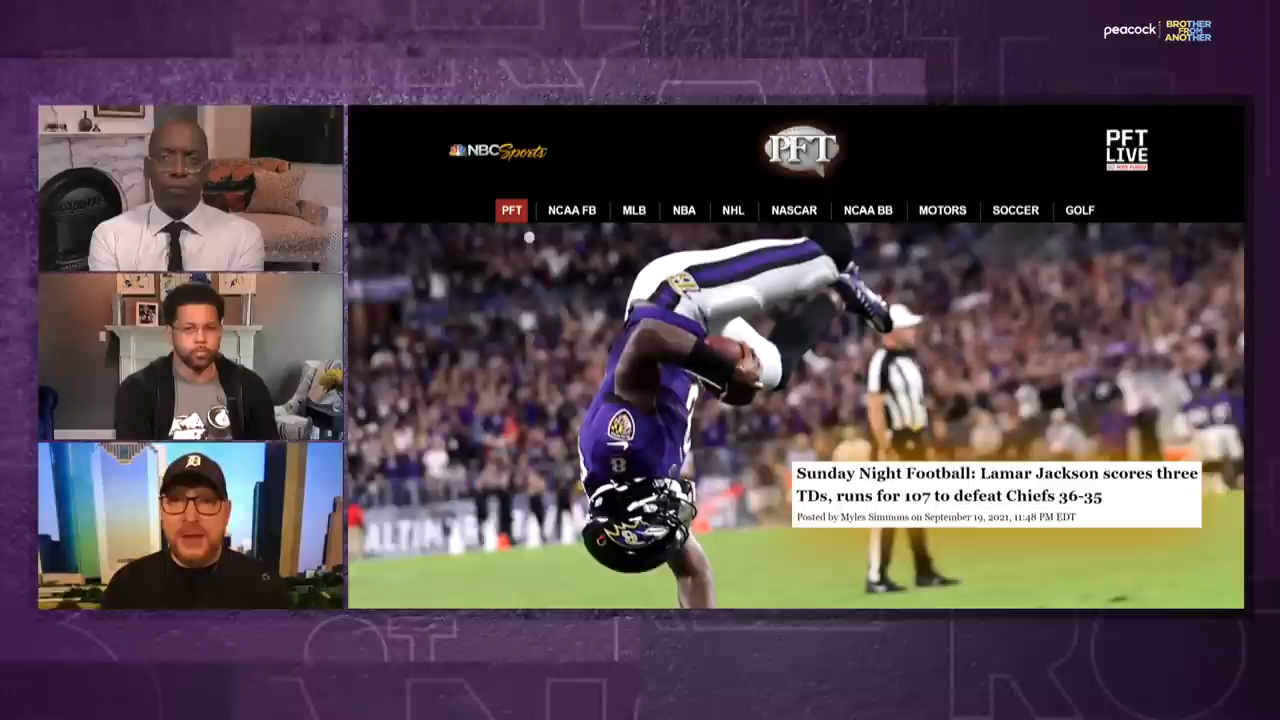 peacock
BROTHER
FROM
ANOTHER
NBC Sports
PFT
PFT
LIVE
PFT
NCAA FB
MLB
NBA
NHL
NASCAR
NCAA BB
MOTORS
SOCCER
GOLF
8
D
Sunday Night Football: Lamar Jackson scores three
TDs, runs for 107 to defeat Chiefs 36-35
Posted by Myles Simmons on September 19, 2021, 11:48 PM EDT